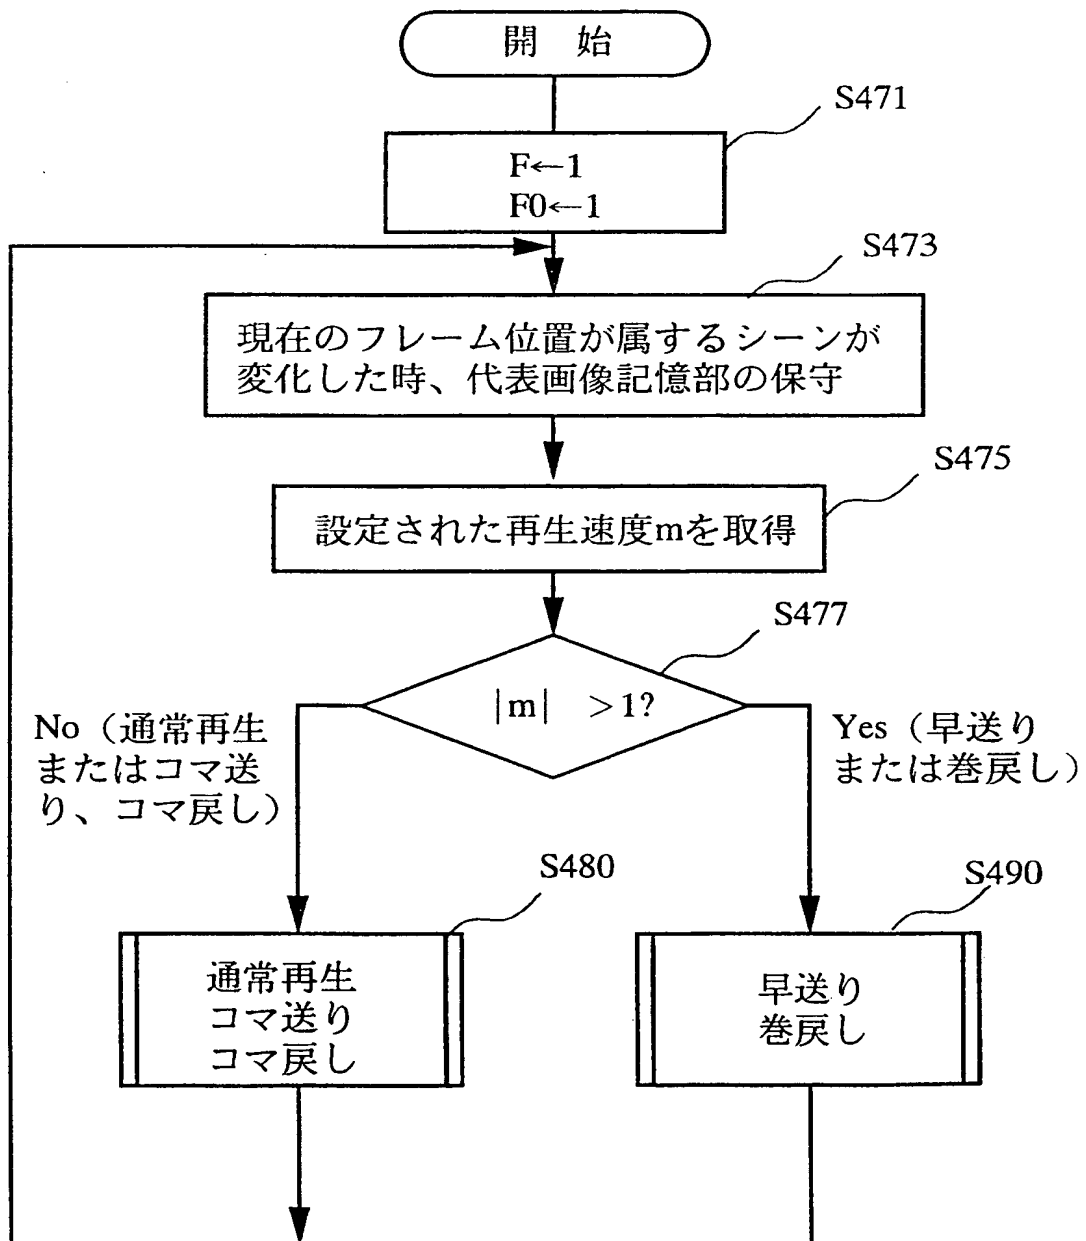 開 始
S471
F←1
F0←1
S473
現在のフレーム位置が属するシーンが
変化した時、代表画像記憶部の保守
S475
設定された再生速度mを取得
S477
|m| >1?
No（通常再生
またはコマ送
り、コマ戻し）
Yes（早送り
または巻戻し）
S480
通常再生
コマ送り
コマ戻し
S490
早送り
巻戻し